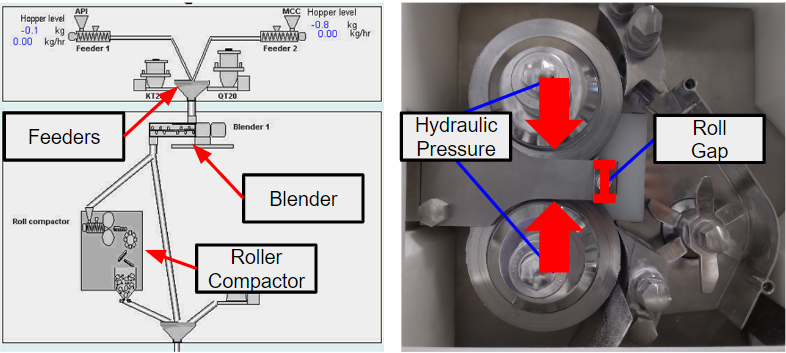 API
MCC
Hopper level
-0.1 kg
0.00 kg/hr
Hopper level
-0.8 kg
0.00 kg/hr
Feeder 1
Feeder 2
KT20
QT20
Feeders
Blender 1
Blender
Roll compactor
Roller
Compactor
Hydraulic
Pressure
Roll
Gap